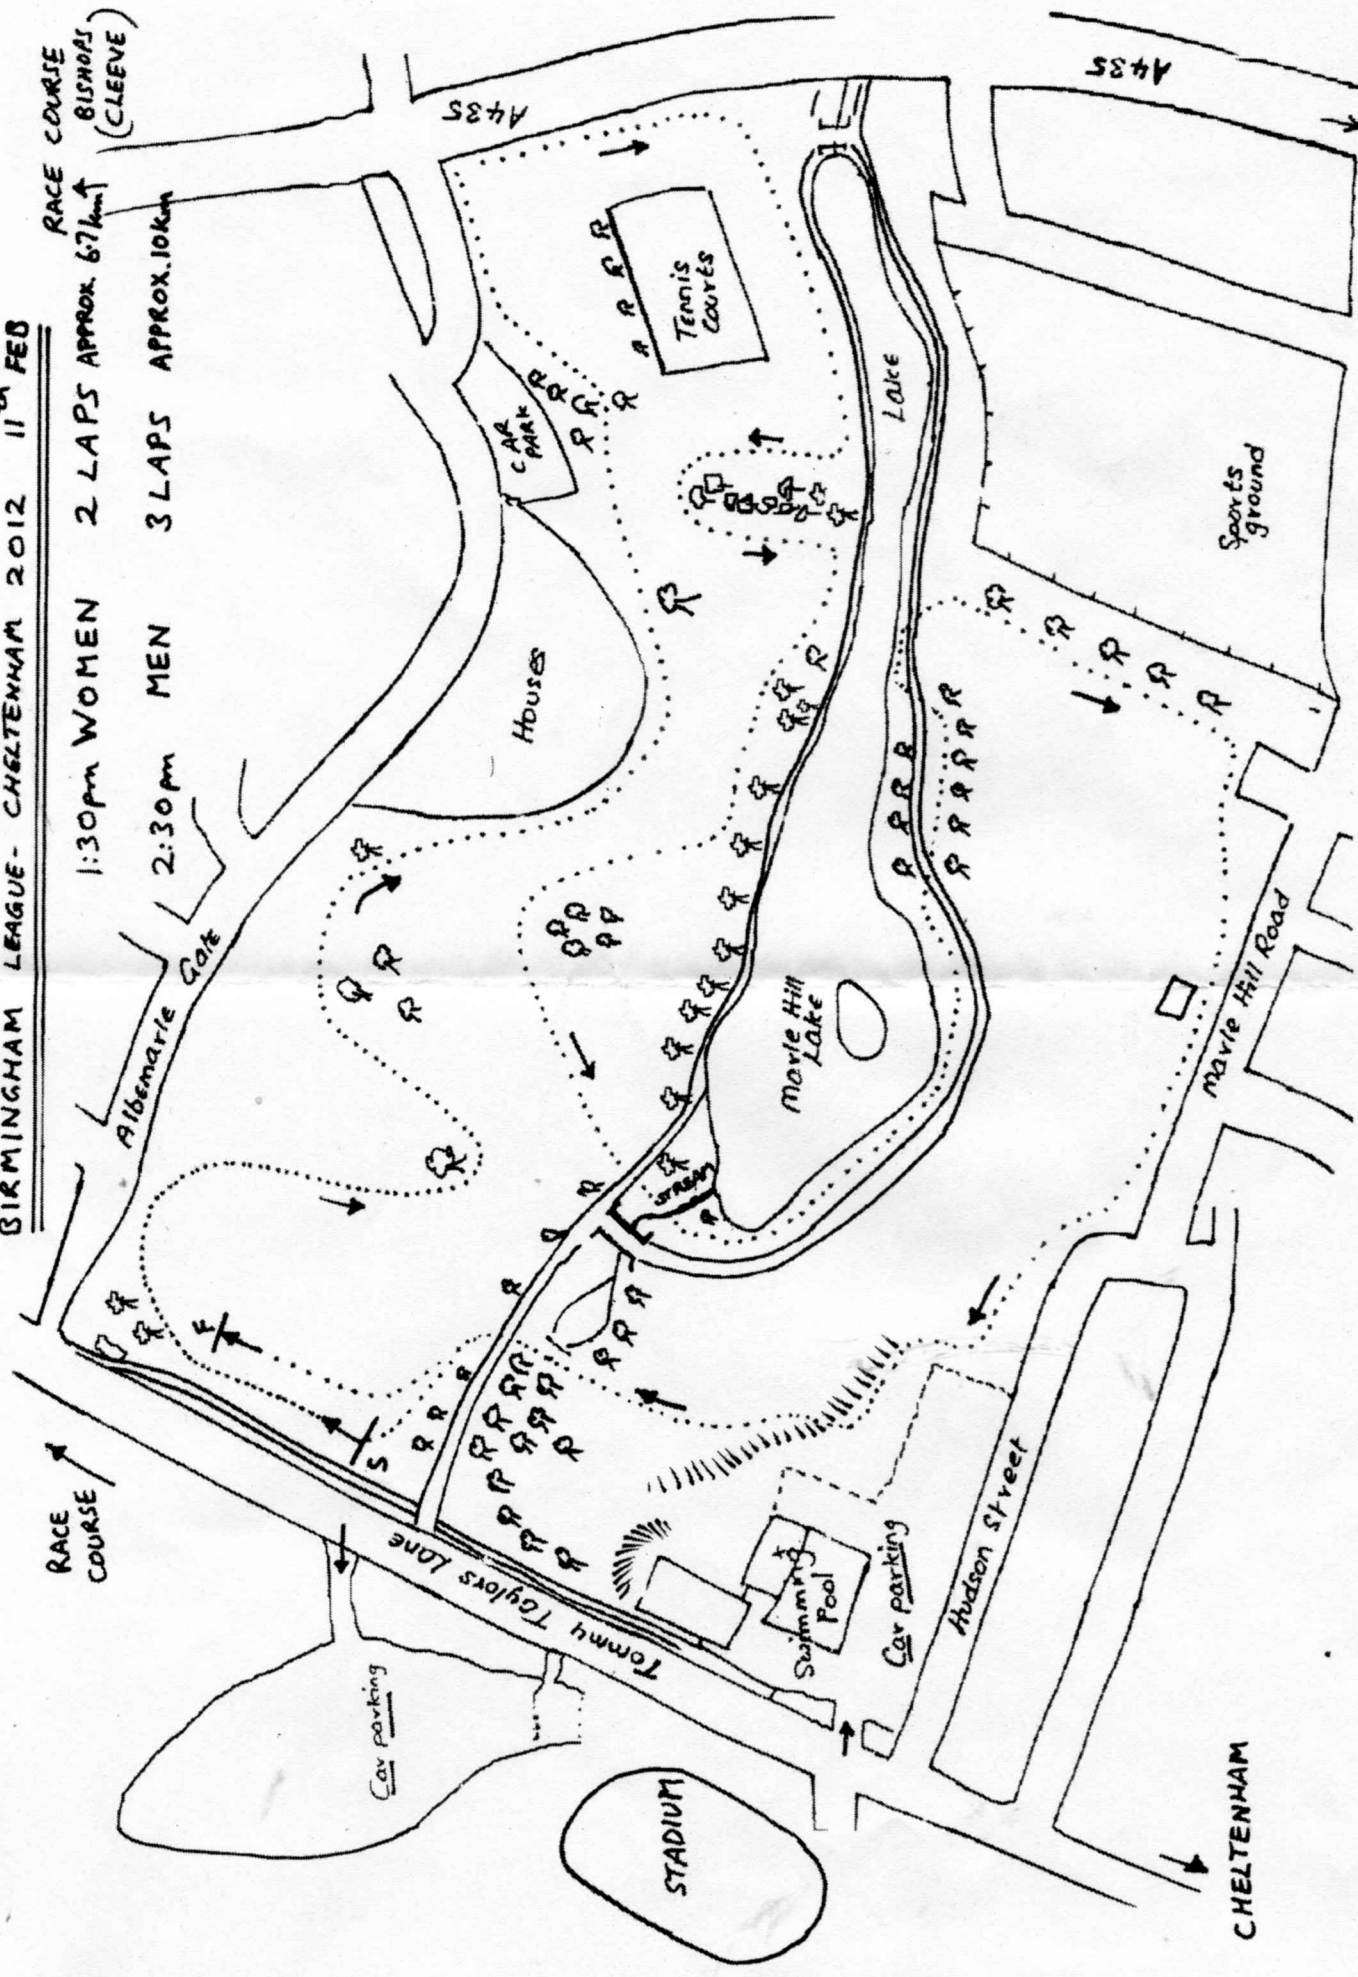 BIRMINGHAM LEAGUE - CHELTENHAM 2012 11th FEB
1:30pm WOMEN 2 LAPS APPROX. 6.7km
2:30pm MEN 3 LAPS APPROX. 10km
RACE COURSE
BISHOPS
(CLEEVE)
RACE
COURSE
Albemarle Gate
A435
A435
CAR
PARK
Houses
Tennis
Courts
F
S
STREAM
Lake
Marle Hill
Lake
Sports
ground
Tommy Taylors Lane
Car parking
STADIUM
Swimming
Pool
Car parking
Hudson Street
Marle Hill Road
CHELTENHAM